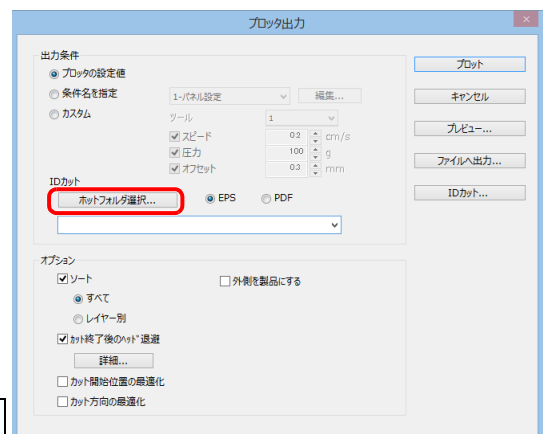 プロッタ出力
出力条件
プロッタの設定値
条件名を指定
1-パネル設定
編集...
カスタム
ツール
1
スピード
02
cm/s
圧力
100
g
オフセット
03
mm
IDカット
ホットフォルダ選択...
EPS
PDF
オプション
ソート
外側を製品にする
すべて
レイヤー別
カット終了後のヘッド退避
詳細...
カット開始位置の最適化
カット方向の最適化
プロット
キャンセル
プレビュー...
ファイルへ出力...
IDカット...